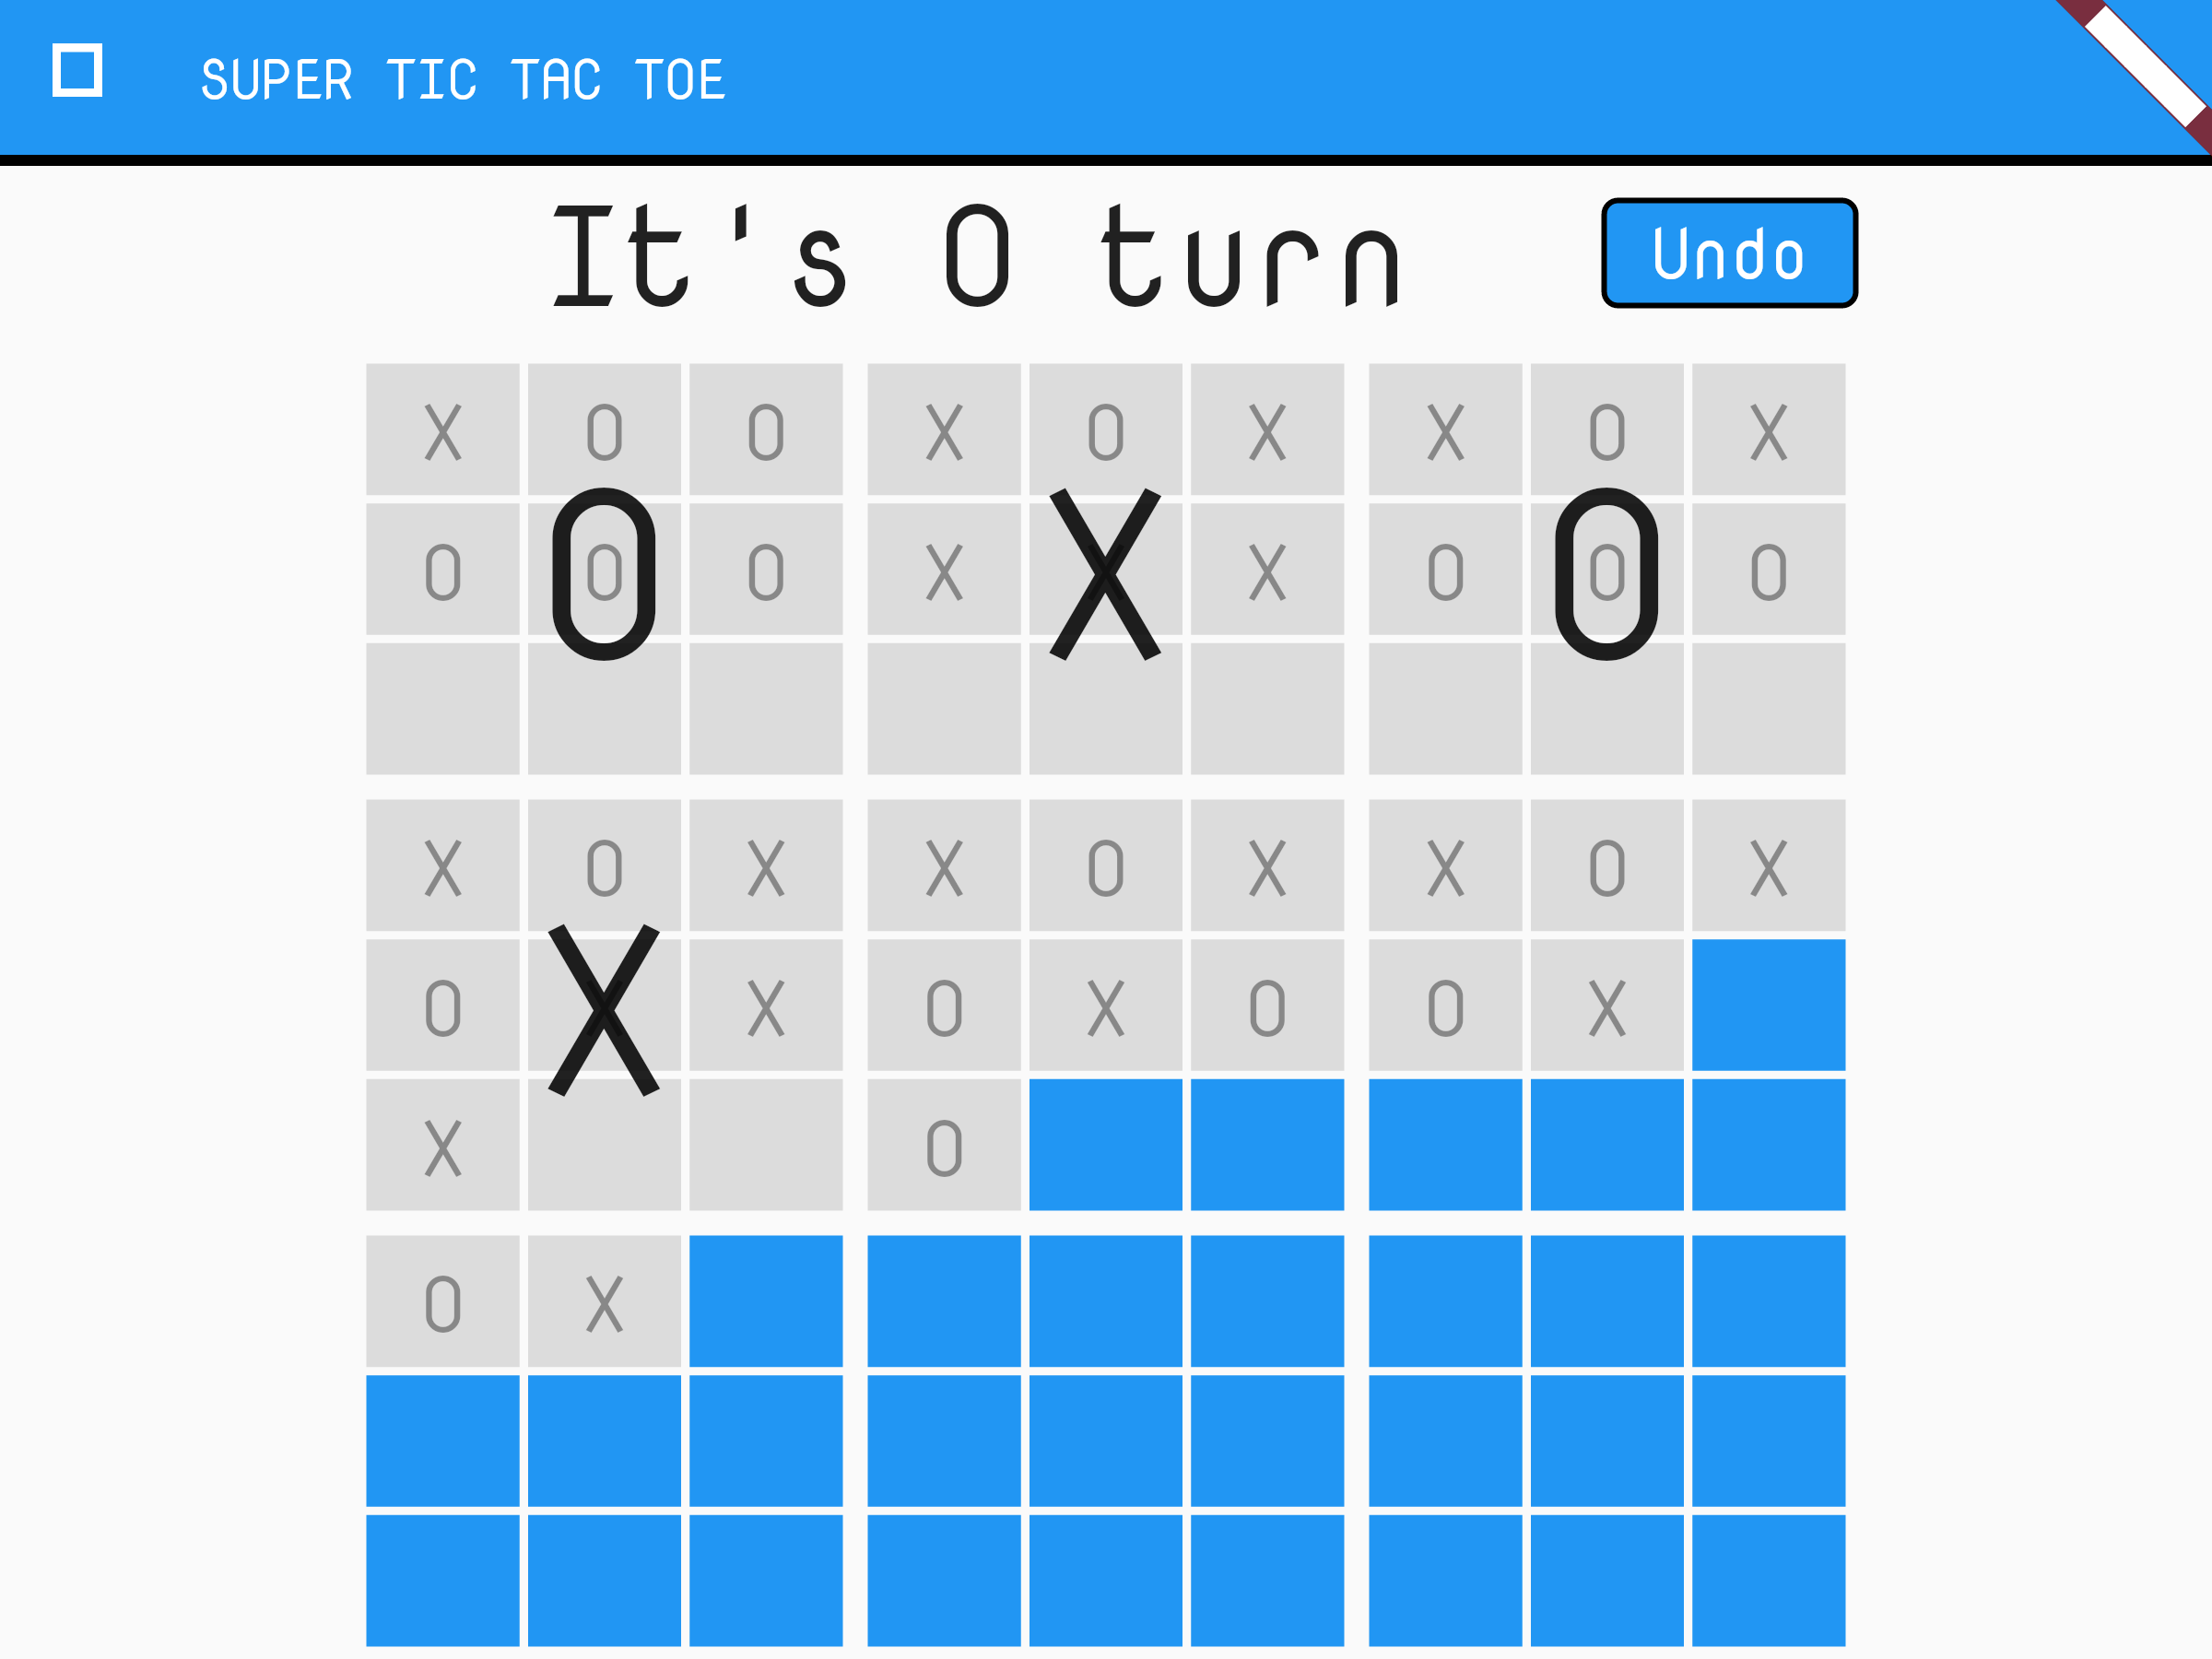 SUPER TIC TAC TOE
It's O turn
Undo
X O O X O X X O X
O O O X X X O O O
O X O
X O X X O X X O X
O X X O X O O X
X O
X
O X